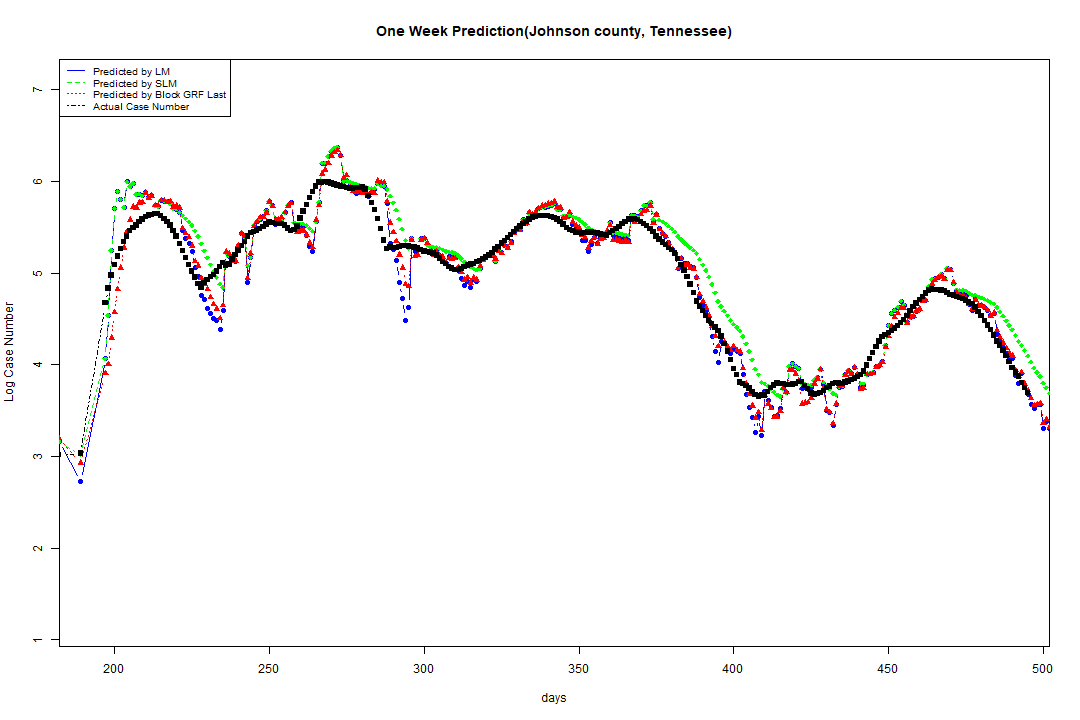 One Week Prediction(Johnson county, Tennessee)
Predicted by LM
Predicted by SLM
Predicted by Block GRF Last
Actual Case Number
7
6
5
4
3
2
1
Log Case Number
200 250 300 350 400 450 500
days